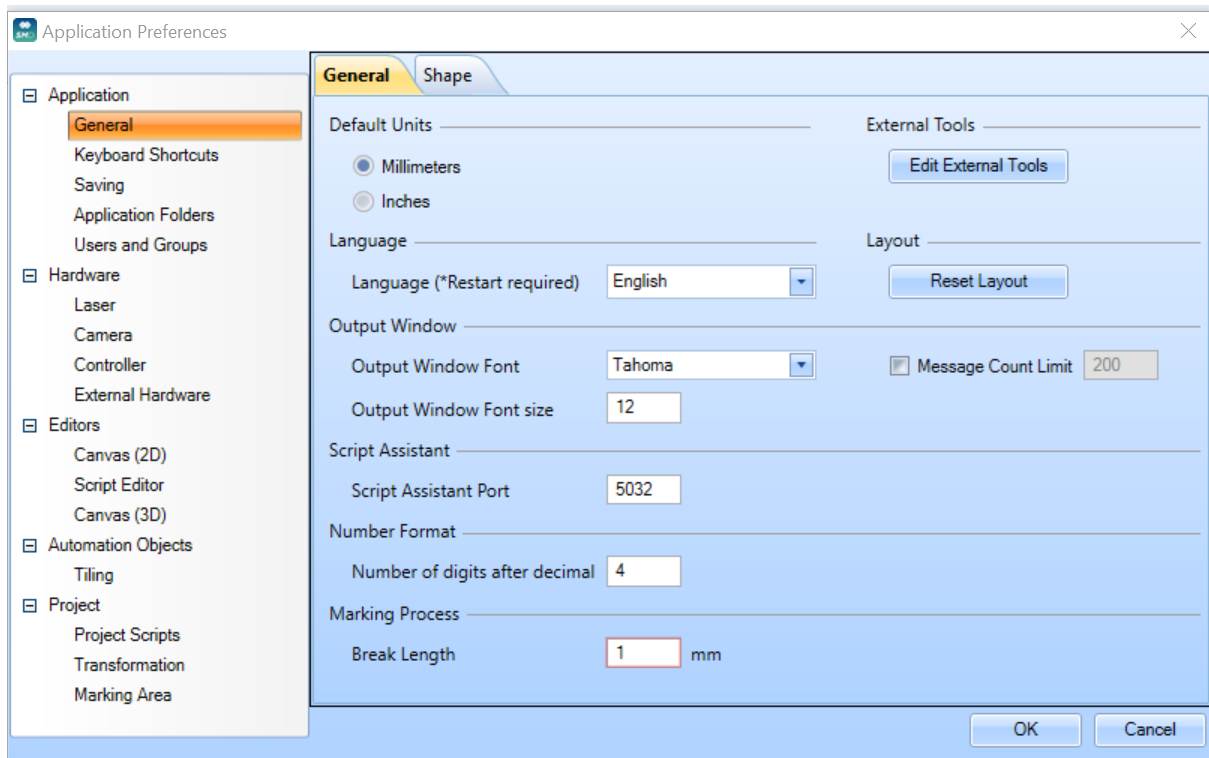 SMD
Application Preferences
Application
General
Keyboard Shortcuts
Saving
Application Folders
Users and Groups
Hardware
Laser
Camera
Controller
External Hardware
Editors
Canvas (2D)
Script Editor
Canvas (3D)
Automation Objects
Tiling
Project
Project Scripts
Transformation
Marking Area
General Shape
Default Units
Millimeters
Inches
External Tools
Edit External Tools
Language
Language (*Restart required) English
Layout
Reset Layout
Output Window
Output Window Font Tahoma
Message Count Limit 200
Output Window Font size 12
Script Assistant
Script Assistant Port 5032
Number Format
Number of digits after decimal 4
Marking Process
Break Length 1 mm
OK Cancel